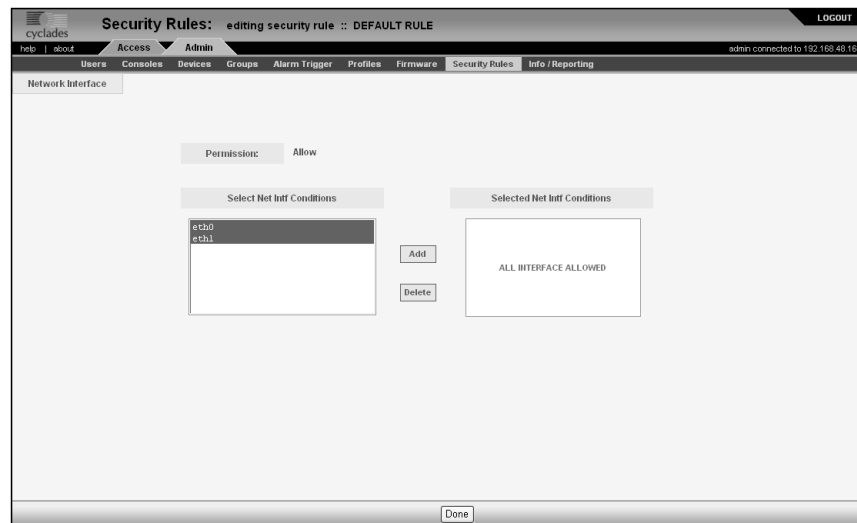 LOGOUT
cyclades
Security Rules: editing security rule :: DEFAULT RULE
help | about
Access
Admin
admin connected to 192.168.48.16
Users Consoles Devices Groups Alarm Trigger Profiles Firmware Security Rules Info / Reporting
Network Interface
Permission: Allow
Select Net Intf Conditions
Selected Net Intf Conditions
eth0
eth1
Add
ALL INTERFACE ALLOWED
Delete
Done